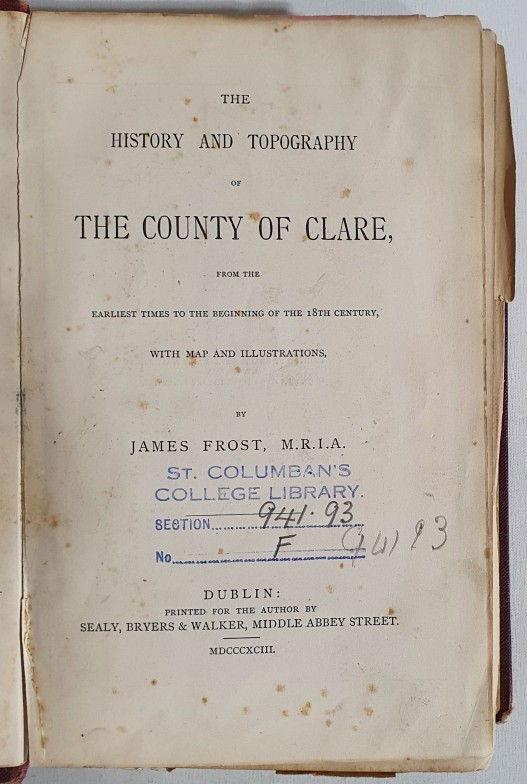 THE
HISTORY AND TOPOGRAPHY
OF
THE COUNTY OF CLARE,
FROM THE
EARLIEST TIMES TO THE BEGINNING OF THE 18TH CENTURY,
WITH MAP AND ILLUSTRATIONS,
BY
JAMES FROST, M.R.I.A.
ST. COLUMBAN'S
COLLEGE LIBRARY.
SECTION 941.93
No F 941 93
DUBLIN:
PRINTED FOR THE AUTHOR BY
SEALY, BRYERS & WALKER, MIDDLE ABBEY STREET.
MDCCCXCIII.